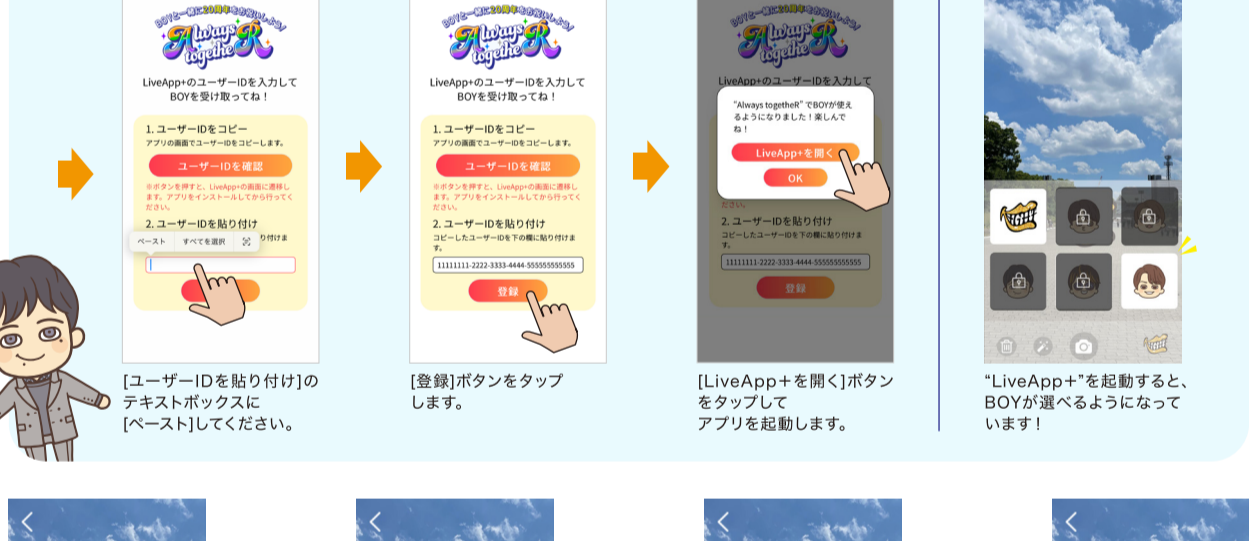 BOYと一緒に20周年をお祝いしよう!
Always
togetheR
LiveApp+のユーザーIDを入力して
BOYを受け取ってね！
1. ユーザーIDをコピー
アプリの画面でユーザーIDをコピーします。
ユーザーIDを確認
※ボタンを押すと、LiveApp+の画面に遷移し
ます。アプリをインストールしてから行ってく
ださい。
2. ユーザーIDを貼り付け
り付けま
ペースト すべてを選択
[ユーザーIDを貼り付け]の
テキストボックスに
[ペースト]してください。
BOYと一緒に20周年をお祝いしよう!
Always
togetheR
LiveApp+のユーザーIDを入力して
BOYを受け取ってね！
1. ユーザーIDをコピー
アプリの画面でユーザーIDをコピーします。
ユーザーIDを確認
※ボタンを押すと、LiveApp+の画面に遷移し
ます。アプリをインストールしてから行ってく
ださい。
2. ユーザーIDを貼り付け
コピーしたユーザーIDを下の欄に貼り付けま
す。
11111111-2222-3333-4444-555555555555
登録
[登録]ボタンをタップ
します。
BOYと一緒に20周年をお祝いしよう!
Always
togetheR
LiveApp+のユーザーIDを入力して
"Always togetheR" でBOYが使え
るようになりました！楽しんで
ね！
LiveApp+を開く
OK
ださい。
2. ユーザーIDを貼り付け
コピーしたユーザーIDを下の欄に貼り付けま
す。
11111111-2222-3333-4444-555555555555
登録
[LiveApp＋を開く]ボタン
をタップして
アプリを起動します。
“LiveApp＋”を起動すると、
BOYが選べるようになって
います！